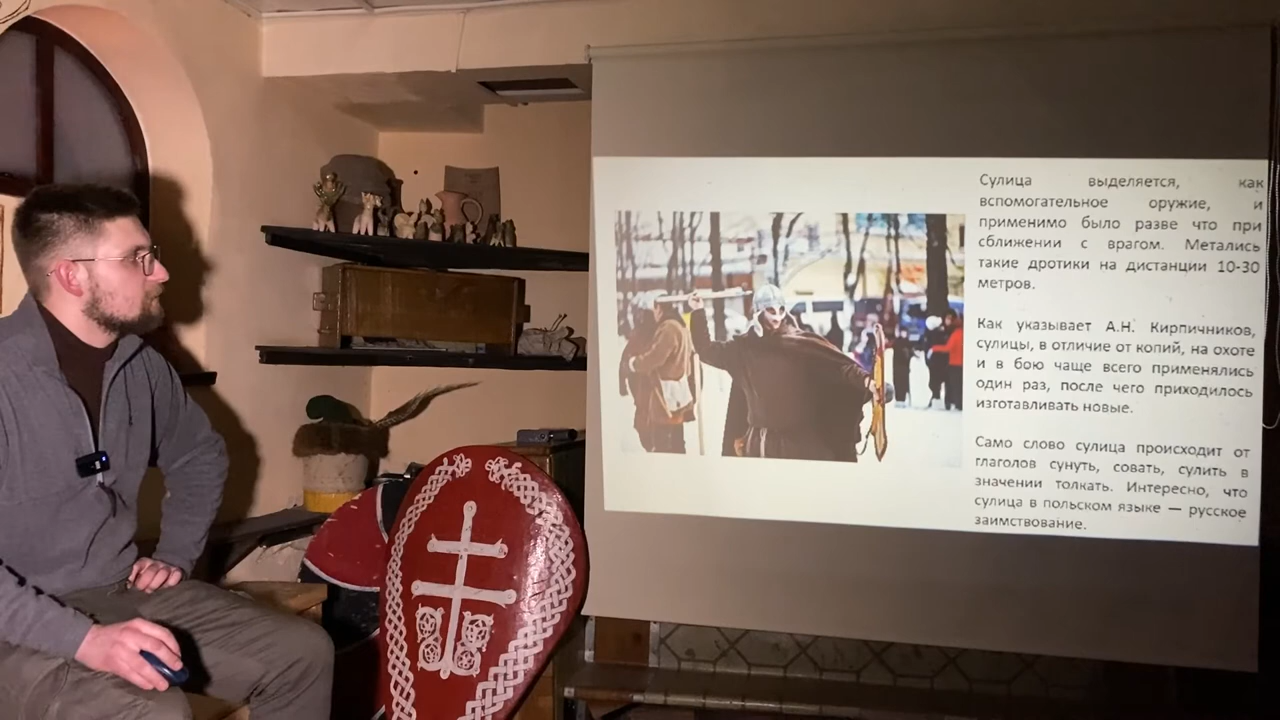 Сулица выделяется, как
вспомогательное оружие, и
применимо было разве что при
сближении с врагом. Метались
такие дротики на дистанции 10-30
метров.
Как указывает А.Н. Кирпичников,
сулицы, в отличие от копий, на охоте
и в бою чаще всего применялись
один раз, после чего приходилось
изготавливать новые.
Само слово сулица происходит от
глаголов сунуть, совать, сулить в
значении толкать. Интересно, что
сулица в польском языке — русское
заимствование.